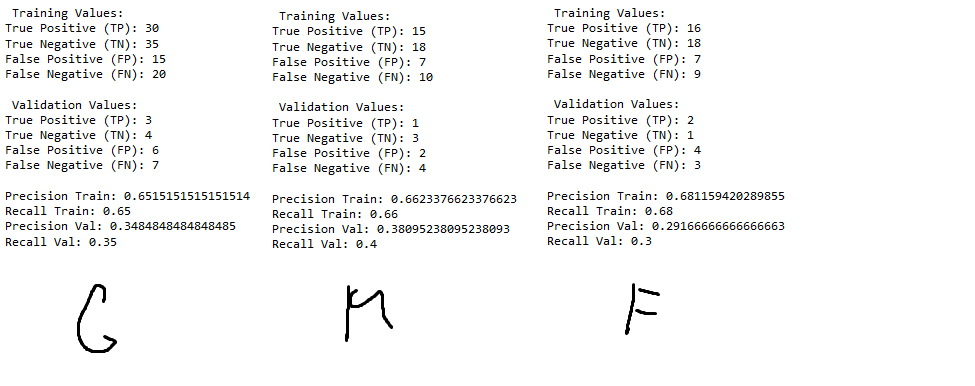 Training Values:
True Positive (TP): 30
True Negative (TN): 35
False Positive (FP): 15
False Negative (FN): 20
Validation Values:
True Positive (TP): 3
True Negative (TN): 4
False Positive (FP): 6
False Negative (FN): 7
Precision Train: 0.6515151515151514
Recall Train: 0.65
Precision Val: 0.3484848484848485
Recall Val: 0.35
G
Training Values:
True Positive (TP): 15
True Negative (TN): 18
False Positive (FP): 7
False Negative (FN): 10
Validation Values:
True Positive (TP): 1
True Negative (TN): 3
False Positive (FP): 2
False Negative (FN): 4
Precision Train: 0.6623376623376623
Recall Train: 0.66
Precision Val: 0.38095238095238093
Recall Val: 0.4
M
Training Values:
True Positive (TP): 16
True Negative (TN): 18
False Positive (FP): 7
False Negative (FN): 9
Validation Values:
True Positive (TP): 2
True Negative (TN): 1
False Positive (FP): 4
False Negative (FN): 3
Precision Train: 0.681159420289855
Recall Train: 0.68
Precision Val: 0.29166666666666663
Recall Val: 0.3
F